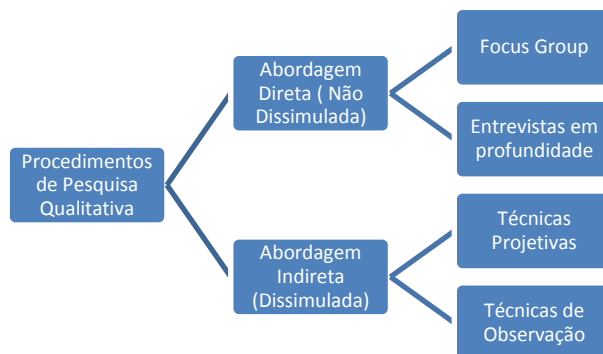 Procedimentos
de Pesquisa
Qualitativa
Abordagem
Direta ( Não
Dissimulada)
Focus Group
Entrevistas em
profundidade
Abordagem
Indireta
(Dissimulada)
Técnicas
Projetivas
Técnicas de
Observação